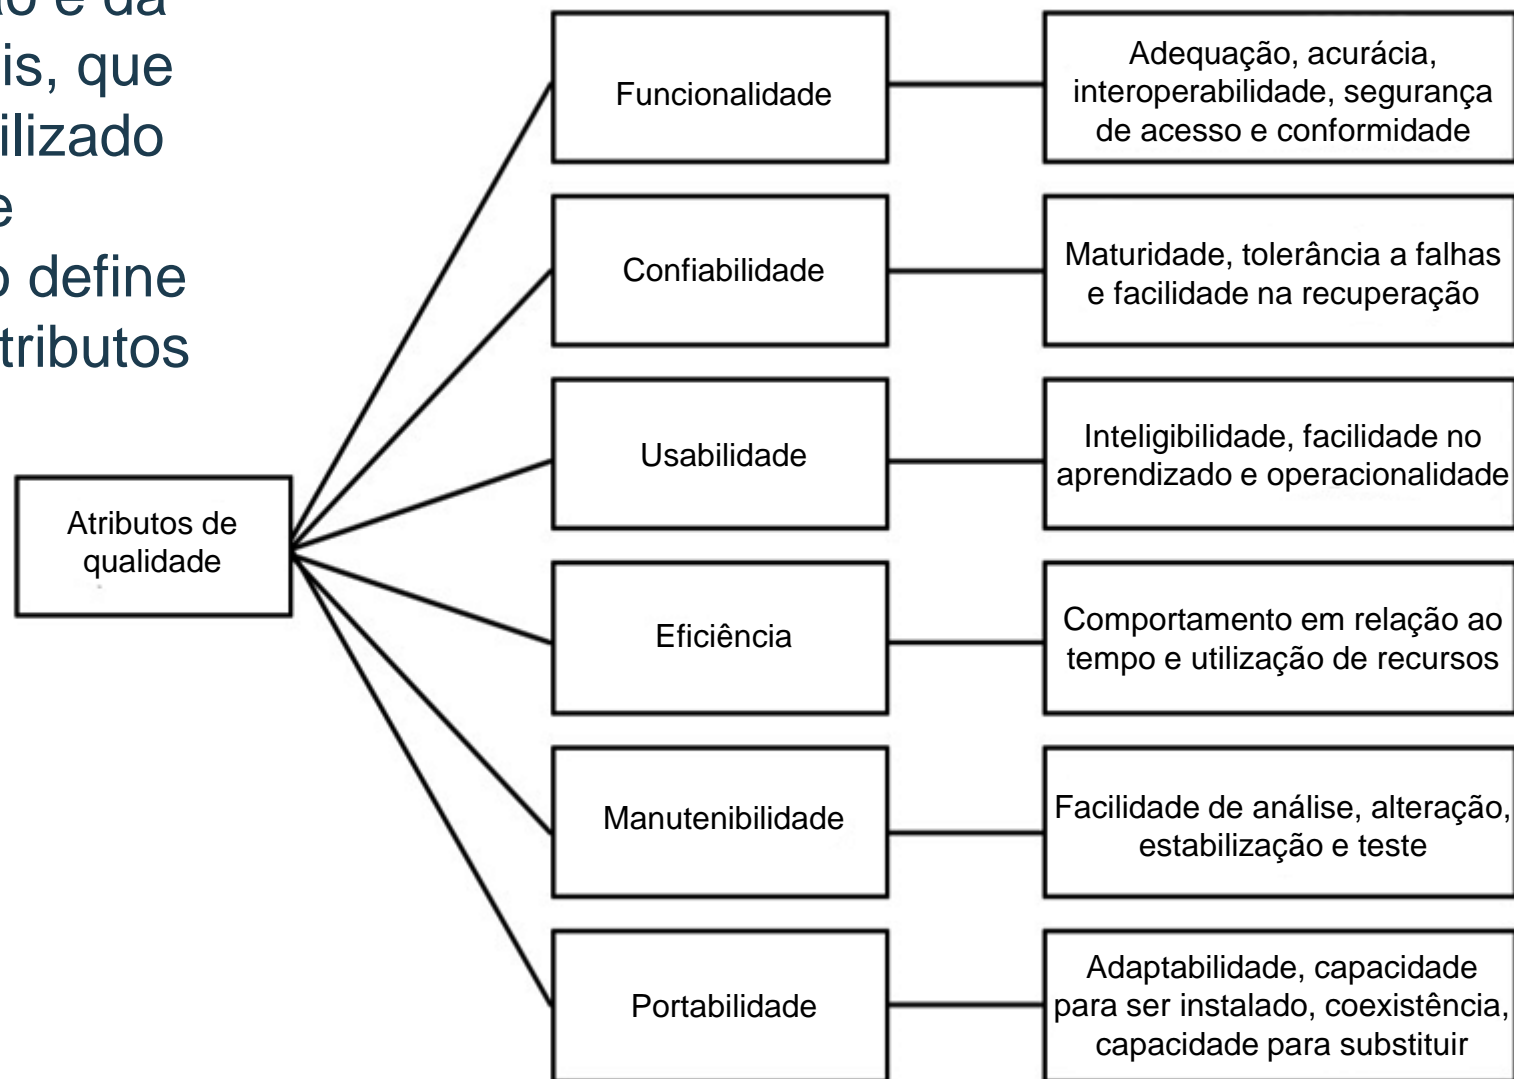 e da
is, que
ilizado
e
define
tributos
Atributos de
qualidade
Funcionalidade
Adequação, acurácia,
interoperabilidade, segurança
de acesso e conformidade
Confiabilidade
Maturidade, tolerância a falhas
e facilidade na recuperação
Usabilidade
Inteligibilidade, facilidade no
aprendizado e operacionalidade
Eficiência
Comportamento em relação ao
tempo e utilização de recursos
Manutenibilidade
Facilidade de análise, alteração,
estabilização e teste
Portabilidade
Adaptabilidade, capacidade
para ser instalado, coexistência,
capacidade para substituir